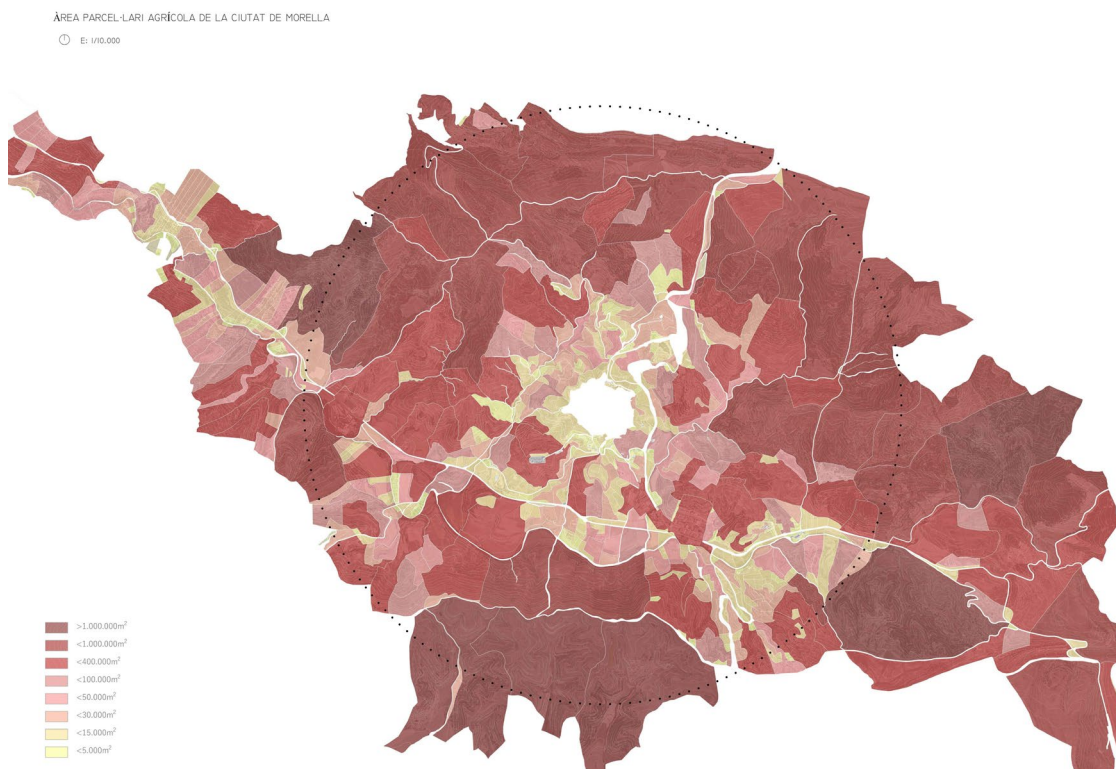 ÀREA PARCEL·LARI AGRÍCOLA DE LA CIUTAT DE MORELLA
E: 1/10.000
>1.000.000m²
<1.000.000m²
<400.000m²
<100.000m²
<50.000m²
<30.000m²
<15.000m²
<5.000m²